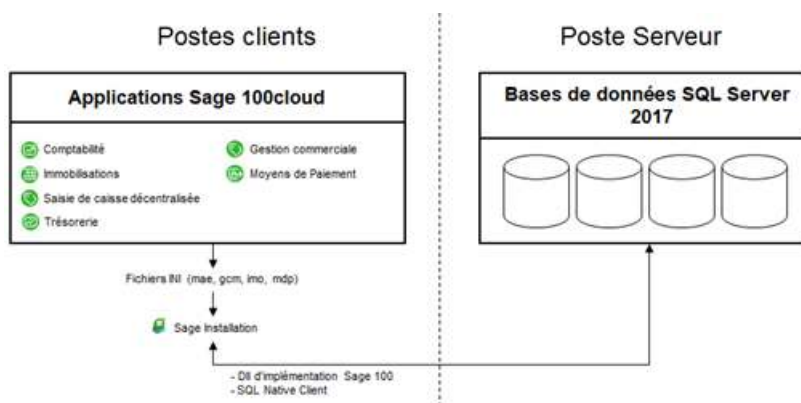 Postes clients
Poste Serveur
Applications Sage 100cloud
Comptabilité
Gestion commerciale
Immobilisations
Moyens de Paiement
Saisie de caisse décentralisée
Trésorerie
Bases de données SQL Server
2017
Fichiers INI (mae, gcm, imo, mdp)
Sage Installation
- Dll d'implémentation Sage 100
- SQL Native Client